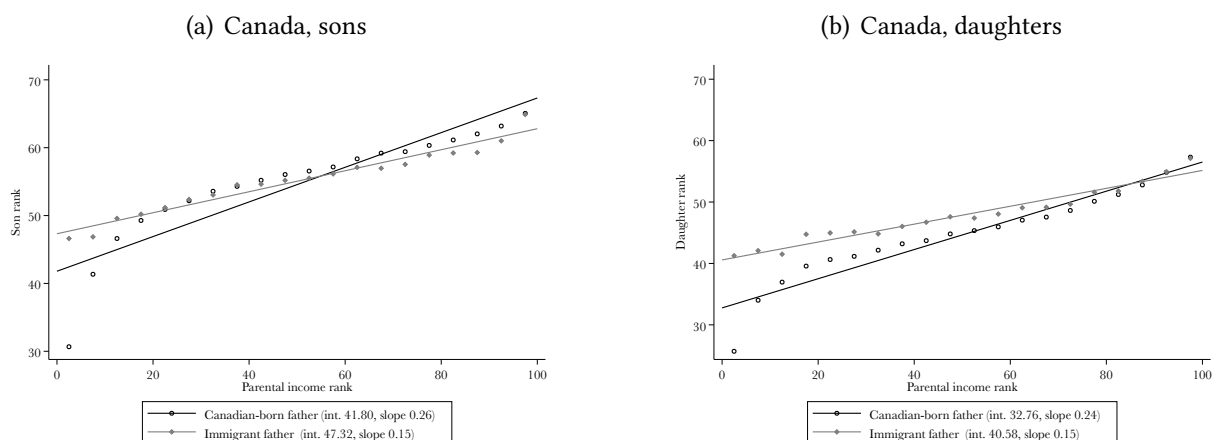 (a) Canada, sons
70
60
50
40
30
Son rank
0 20 40 60 80 100
Parental income rank
Canadian-born father (int. 41.80, slope 0.26)
Immigrant father (int. 47.32, slope 0.15)
(b) Canada, daughters
70
60
50
40
30
Daughter rank
0 20 40 60 80 100
Parental income rank
Canadian-born father (int. 32.76, slope 0.24)
Immigrant father (int. 40.58, slope 0.15)